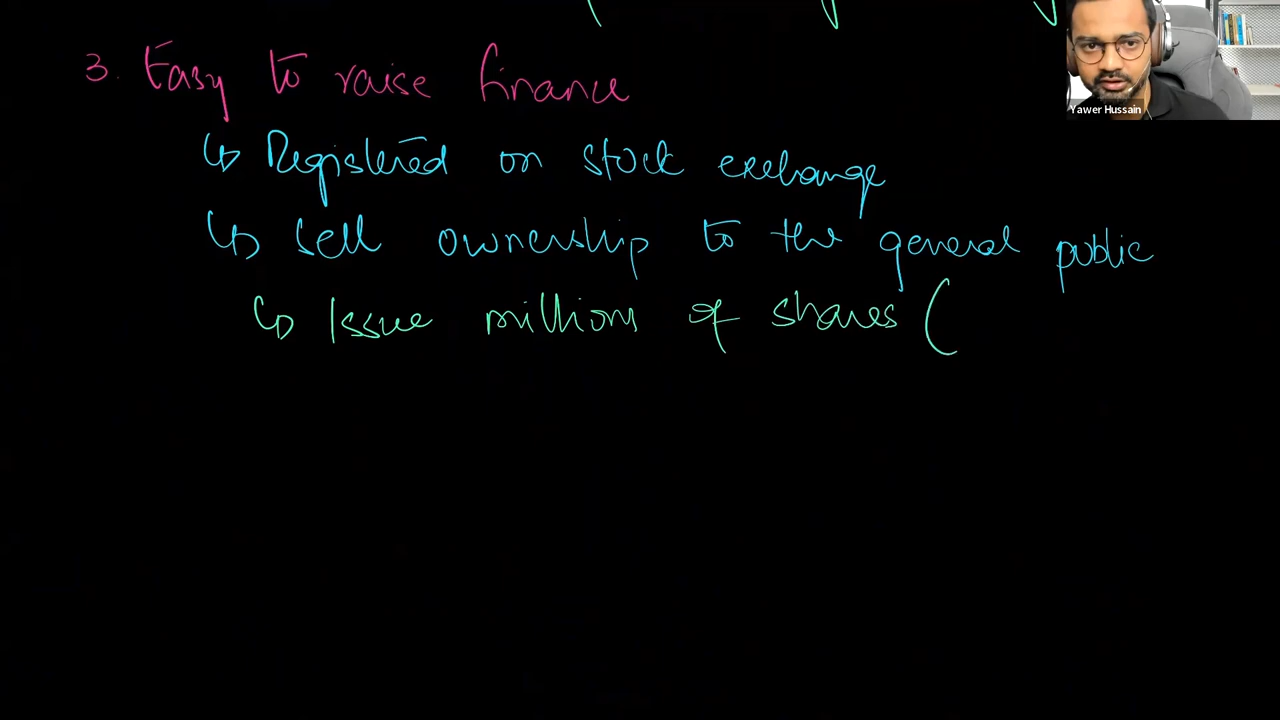 3. Easy to raise finance
Yawer Hussain
↳ Registered on stock exchange
↳ Sell ownership to the general public
↳ Issue millions of shares (